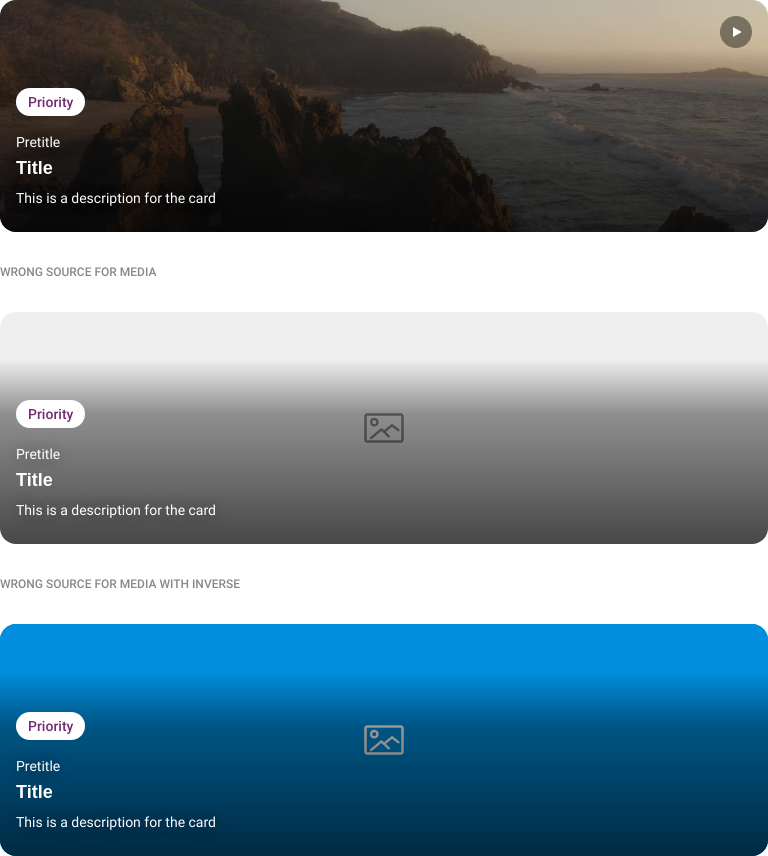 Priority
Pretitle
Title
This is a description for the card
WRONG SOURCE FOR MEDIA
Priority
Pretitle
Title
This is a description for the card
WRONG SOURCE FOR MEDIA WITH INVERSE
Priority
Pretitle
Title
This is a description for the card